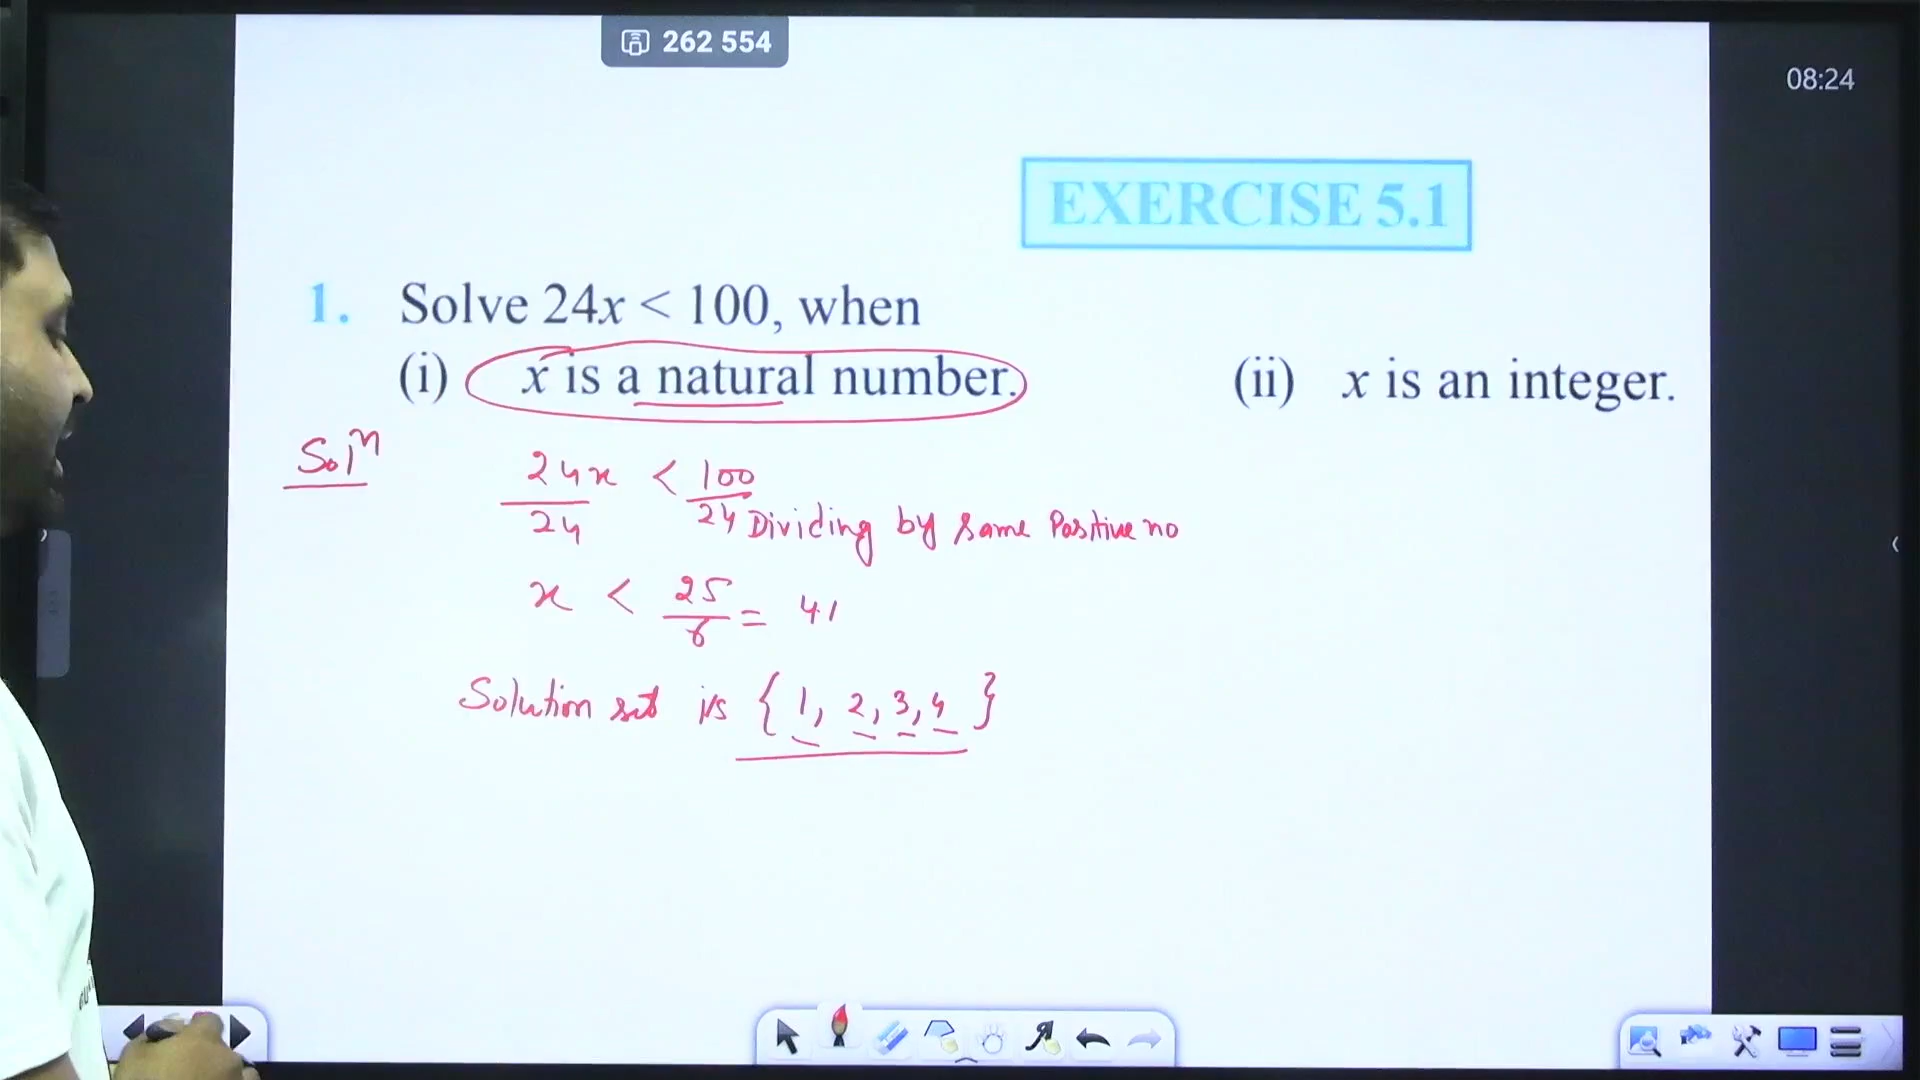 262 554
08:24
EXERCISE 5.1
1. Solve 24x < 100, when
(i) x is a natural number.
(ii) x is an integer.
Solⁿ
24x/24 < 100/24 Dividing by same Positive no
x < 25/6 = 4.1
Solution set is { 1, 2, 3, 4 }